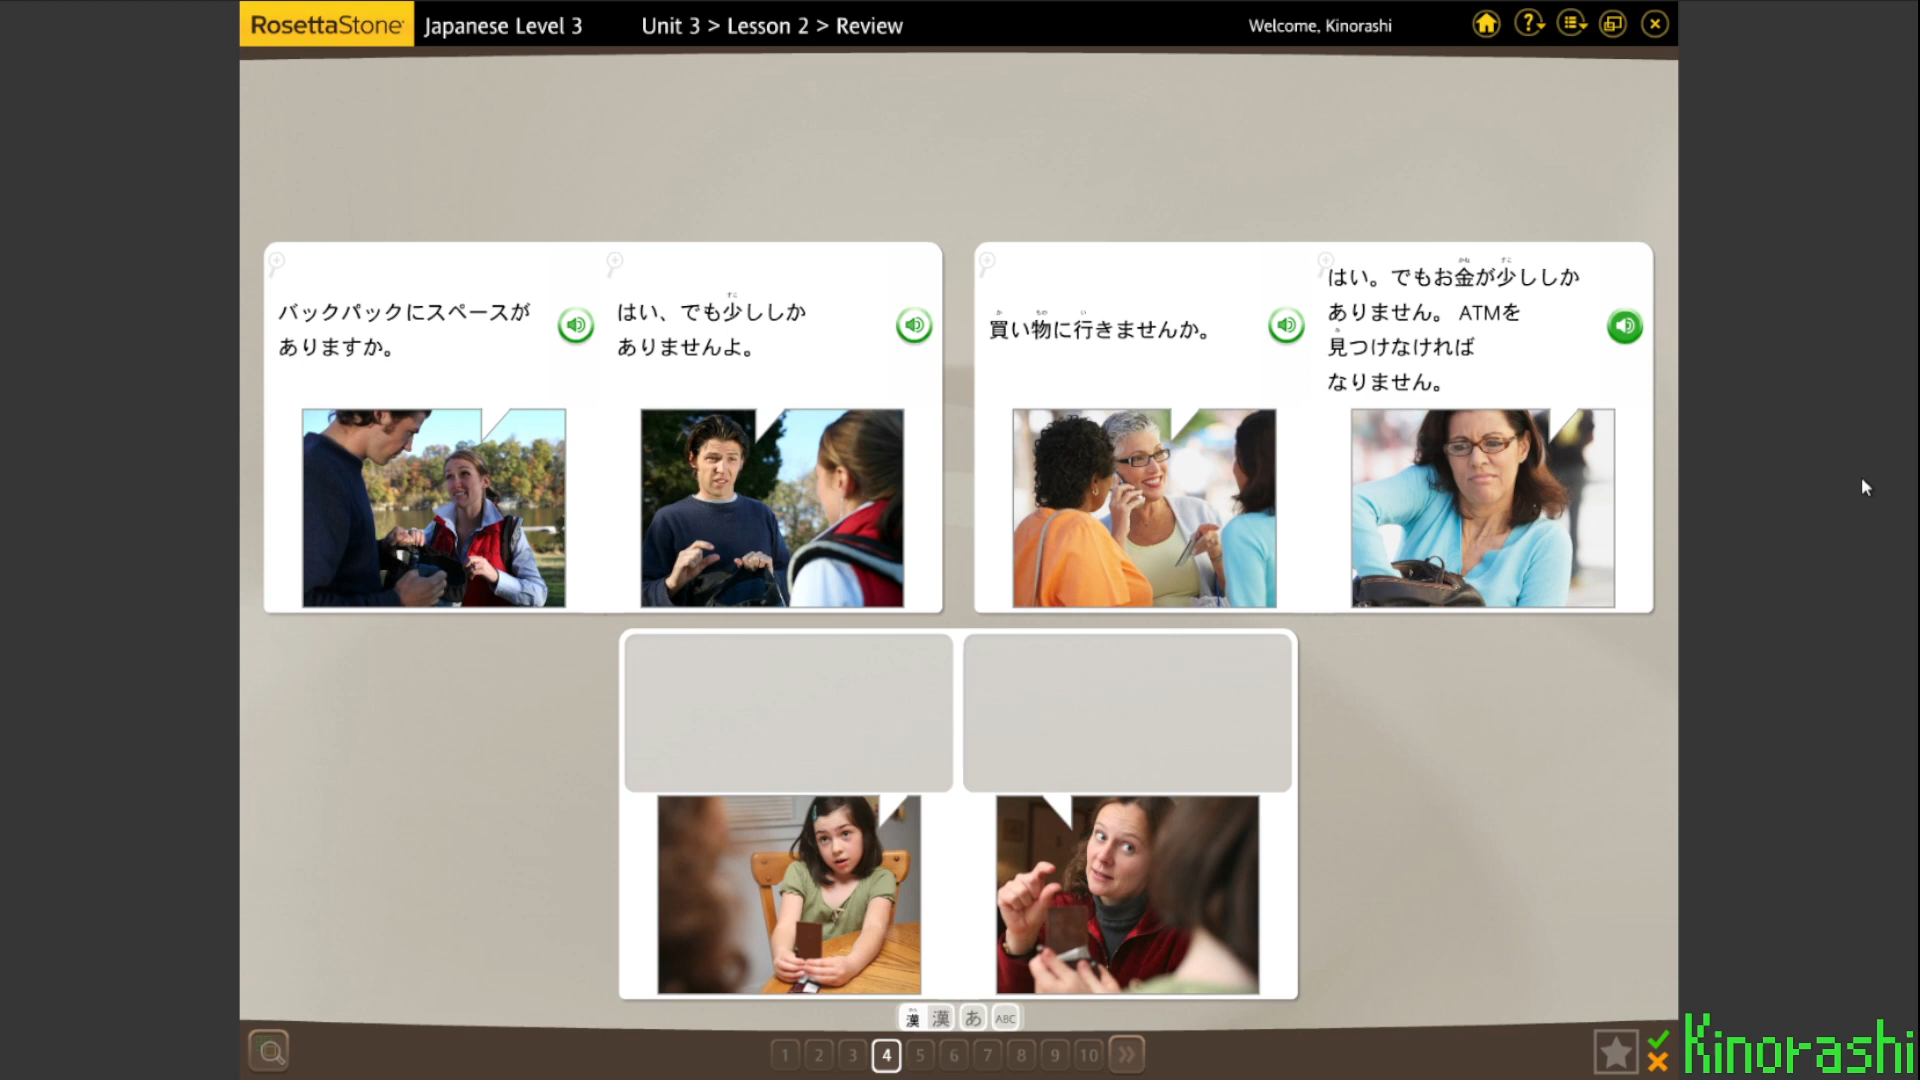 RosettaStone
Japanese Level 3
Unit 3 > Lesson 2 > Review
Welcome, Kinorashi
バックパックにスペースが
ありますか。
はい、でも少ししか
ありませんよ。
買い物に行きませんか。
はい。でもお金が少ししか
ありません。 ATMを
見つけなければ
なりません。
漢 漢 あ ABC
1 2 3 4 5 6 7 8 9 10
Kinorashi